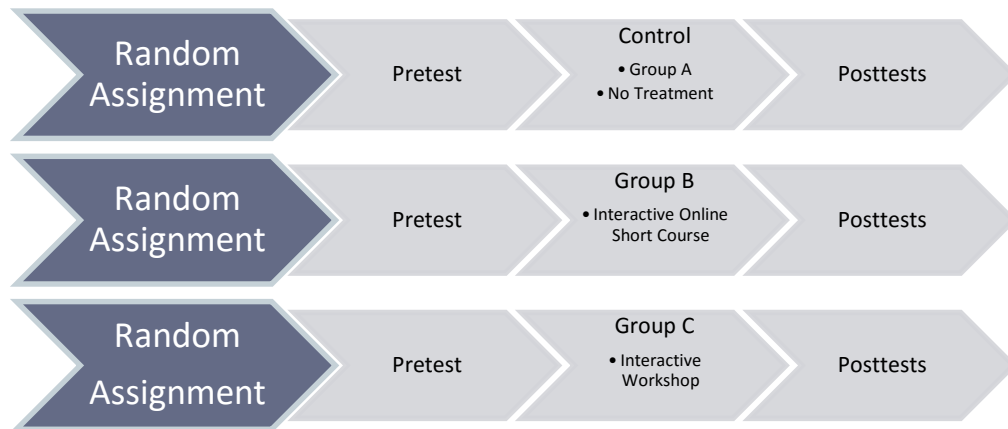 Random
Assignment
Pretest
Control
• Group A
• No Treatment
Posttests
Random
Assignment
Pretest
Group B
• Interactive Online
Short Course
Posttests
Random
Assignment
Pretest
Group C
• Interactive
Workshop
Posttests